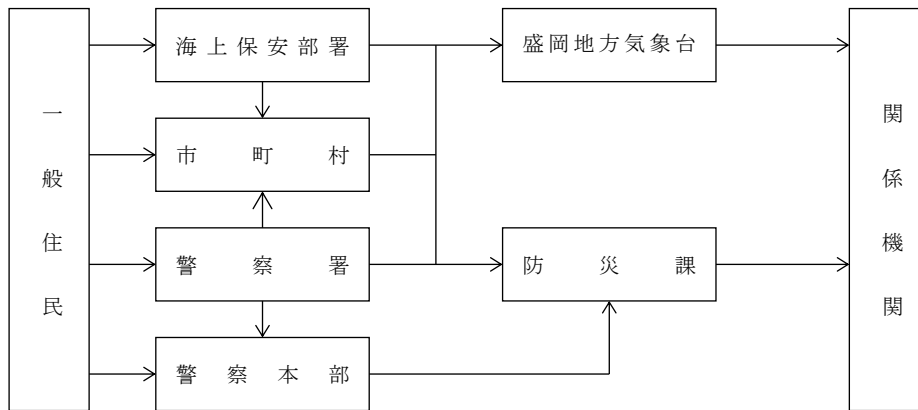 一般住民
海上保安部署
市町村
警察署
警察本部
盛岡地方気象台
防災課
関係機関